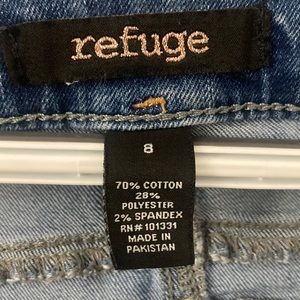 refuge
8
70% COTTON
28%
POLYESTER
2% SPANDEX
RN# 101331
MADE IN
PAKISTAN